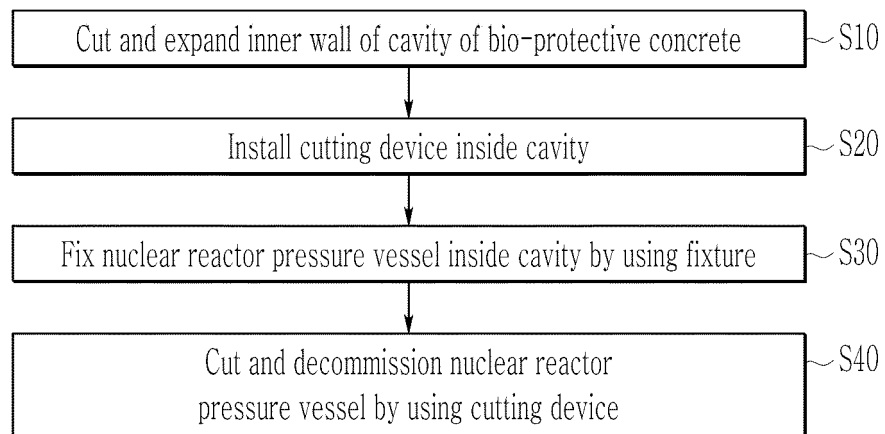 Cut and expand inner wall of cavity of bio-protective concrete
S10
Install cutting device inside cavity
S20
Fix nuclear reactor pressure vessel inside cavity by using fixture
S30
Cut and decommission nuclear reactor
pressure vessel by using cutting device
S40